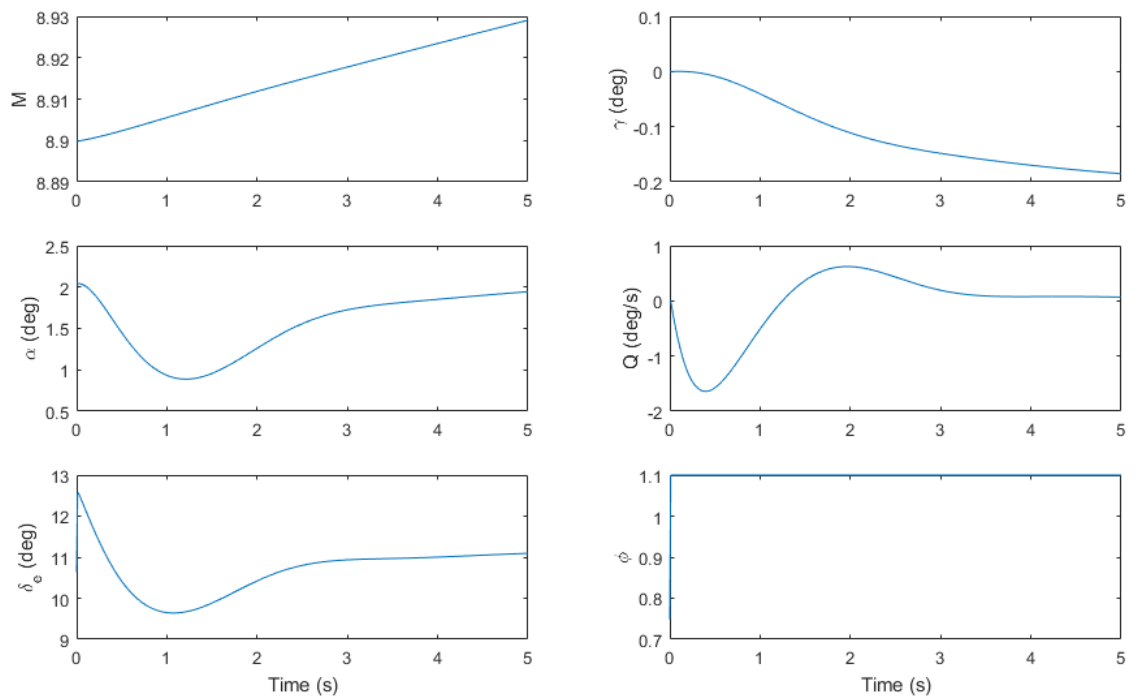 8.93
8.92
8.91
8.9
8.89
M
0 1 2 3 4 5
0.1
0
-0.1
-0.2
γ (deg)
0 1 2 3 4 5
2.5
2
1.5
1
0.5
α (deg)
0 1 2 3 4 5
1
0
-1
-2
Q (deg/s)
0 1 2 3 4 5
13
12
11
10
9
δe (deg)
0 1 2 3 4 5
Time (s)
1.1
1
0.9
0.8
0.7
ϕ
0 1 2 3 4 5
Time (s)